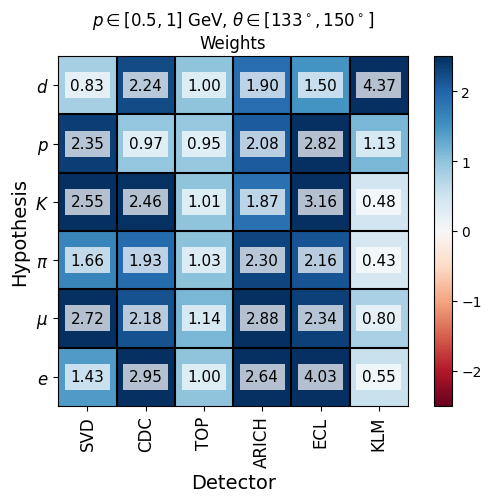 p ∈ [0.5, 1] GeV, θ ∈ [133°, 150°]
Weights
Hypothesis
d 0.83 2.24 1.00 1.90 1.50 4.37
p 2.35 0.97 0.95 2.08 2.82 1.13
K 2.55 2.46 1.01 1.87 3.16 0.48
π 1.66 1.93 1.03 2.30 2.16 0.43
μ 2.72 2.18 1.14 2.88 2.34 0.80
e 1.43 2.95 1.00 2.64 4.03 0.55
SVD CDC TOP ARICH ECL KLM
Detector
2
1
0
−1
−2